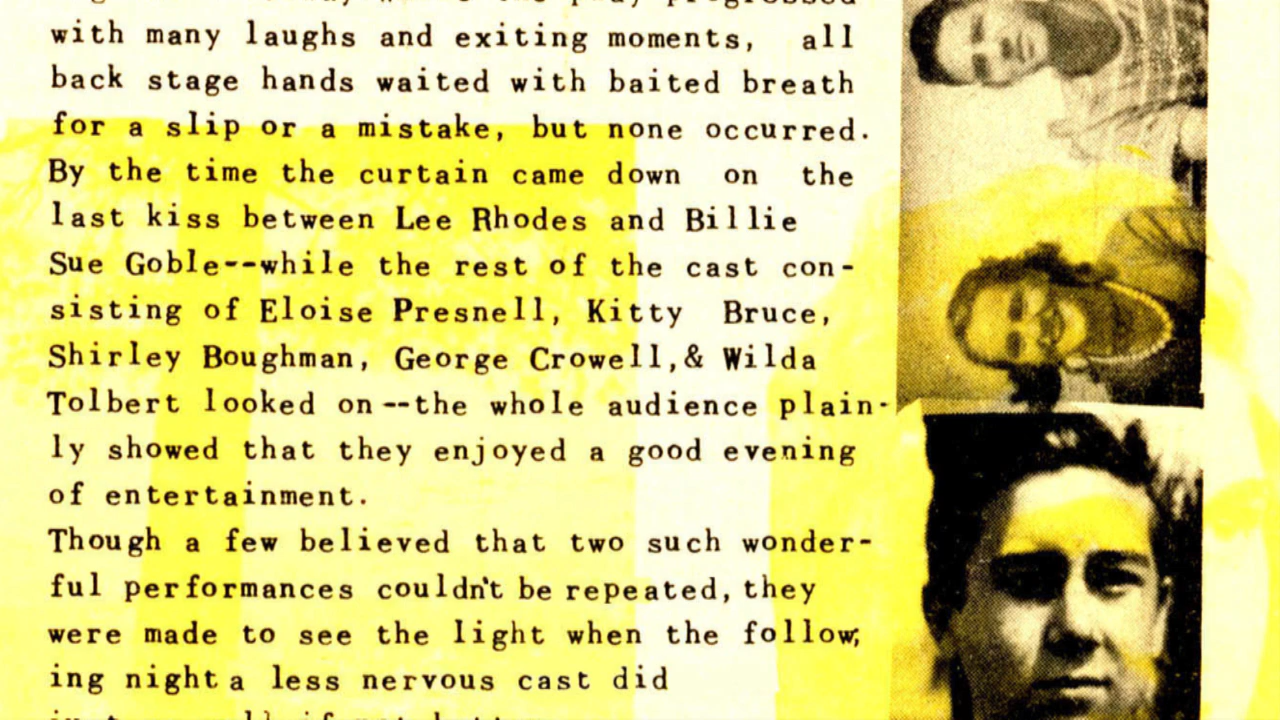 with many laughs and exiting moments, all
back stage hands waited with baited breath
for a slip or a mistake, but none occurred.
By the time the curtain came down on the
last kiss between Lee Rhodes and Billie
Sue Goble--while the rest of the cast con-
sisting of Eloise Presnell, Kitty Bruce,
Shirley Boughman, George Crowell,& Wilda
Tolbert looked on--the whole audience plain-
ly showed that they enjoyed a good evening
of entertainment.
Though a few believed that two such wonder-
ful performances couldn't be repeated, they
were made to see the light when the follow;
ing night a less nervous cast did